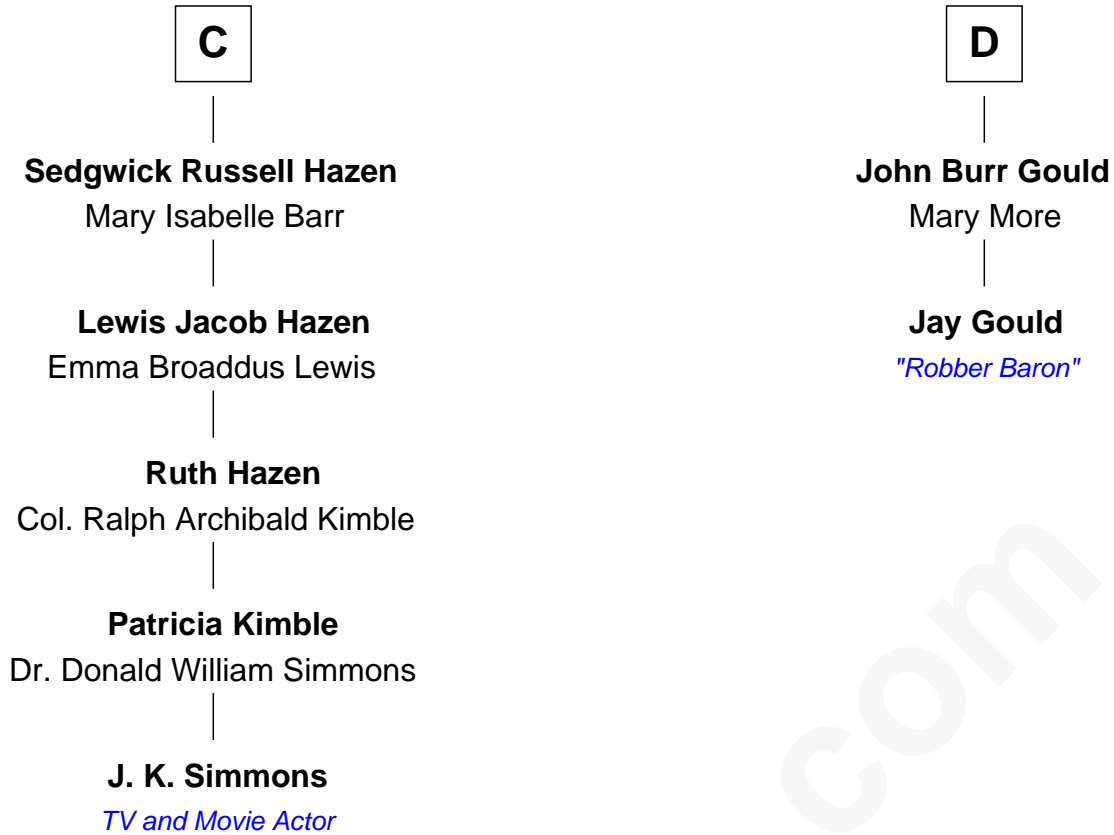 C
Sedgwick Russell Hazen
Mary Isabelle Barr
Lewis Jacob Hazen
Emma Broaddus Lewis
Ruth Hazen
Col. Ralph Archibald Kimble
Patricia Kimble
Dr. Donald William Simmons
J. K. Simmons
TV and Movie Actor
D
John Burr Gould
Mary More
Jay Gould
"Robber Baron"
com